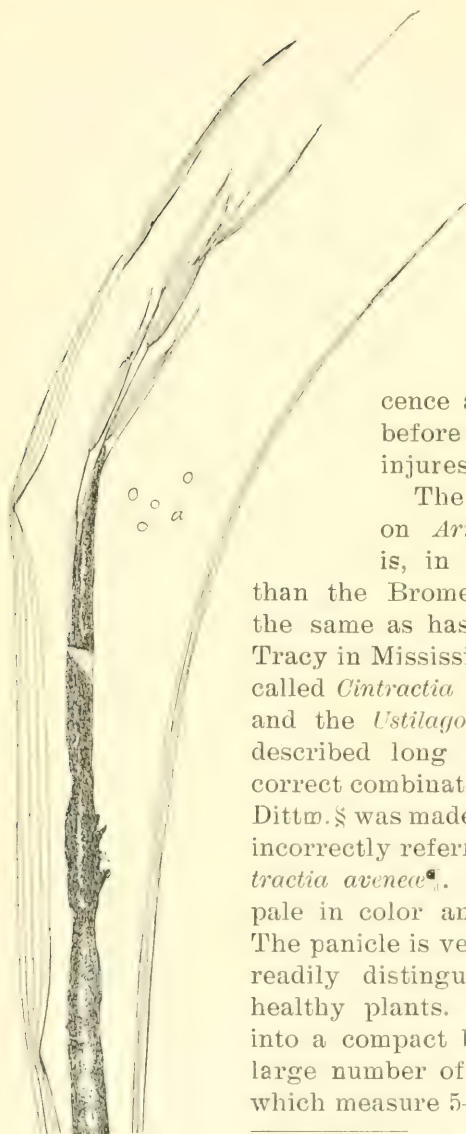 cence a
before
injures
The
on Ar
is, in
than the Brome
the same as has
Tracy in Mississi
called Cintractia
and the Ustilago
described long
correct combinat
Dittm.§ was made
incorrectly referr
tractia aveneæ¶.
pale in color an
The panicle is ve
readily distingu
healthy plants.
into a compact b
large number of
which measure 5-
a